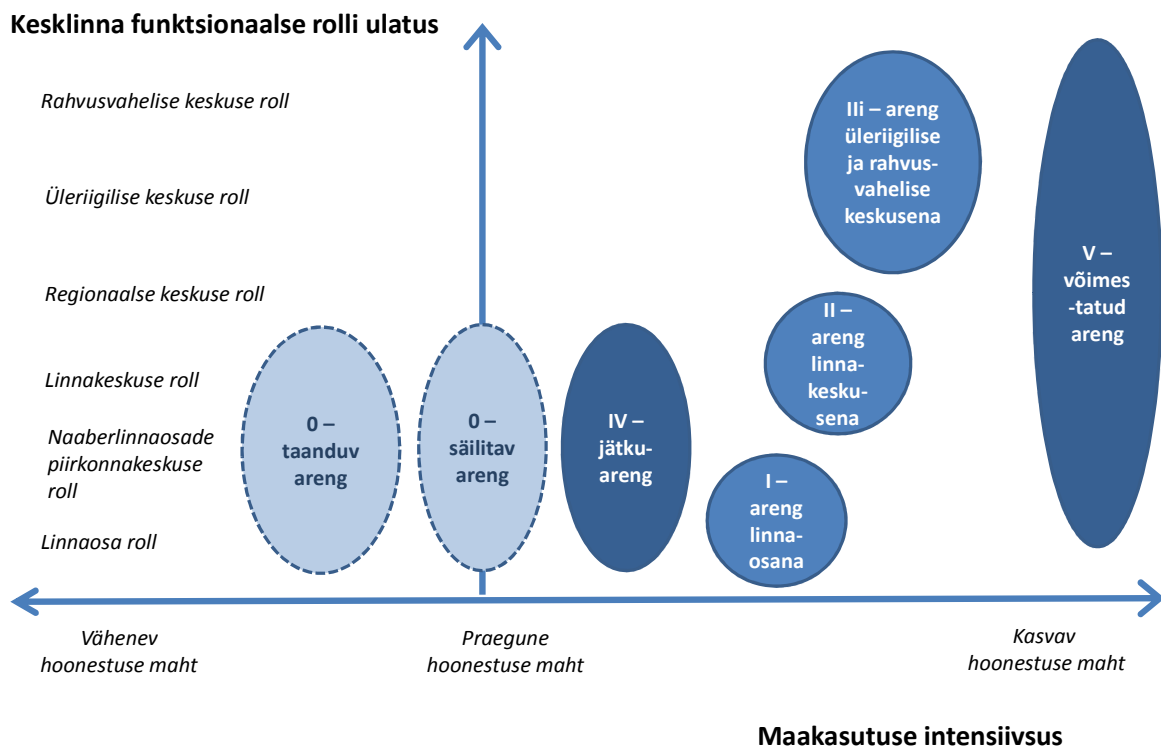 Kesklinna funktsionaalse rolli ulatus
Rahvusvahelise keskuse roll
Üleriigilise keskuse roll
Regionaalse keskuse roll
Linnakeskuse roll
Naaberlinnaosade
piirkonnakeskuse
roll
Linnaosa roll
0 –
taanduv
areng
0 –
säilitav
areng
IV –
jätku-
areng
I –
areng
linna-
osana
II –
areng
linna-
kesku-
sena
IIi – areng
üleriigilise
ja rahvus-
vahelise
keskusena
V –
võimes
-tatud
areng
Vähenev
hoonestuse maht
Praegune
hoonestuse maht
Kasvav
hoonestuse maht
Maakasutuse intensiivsus